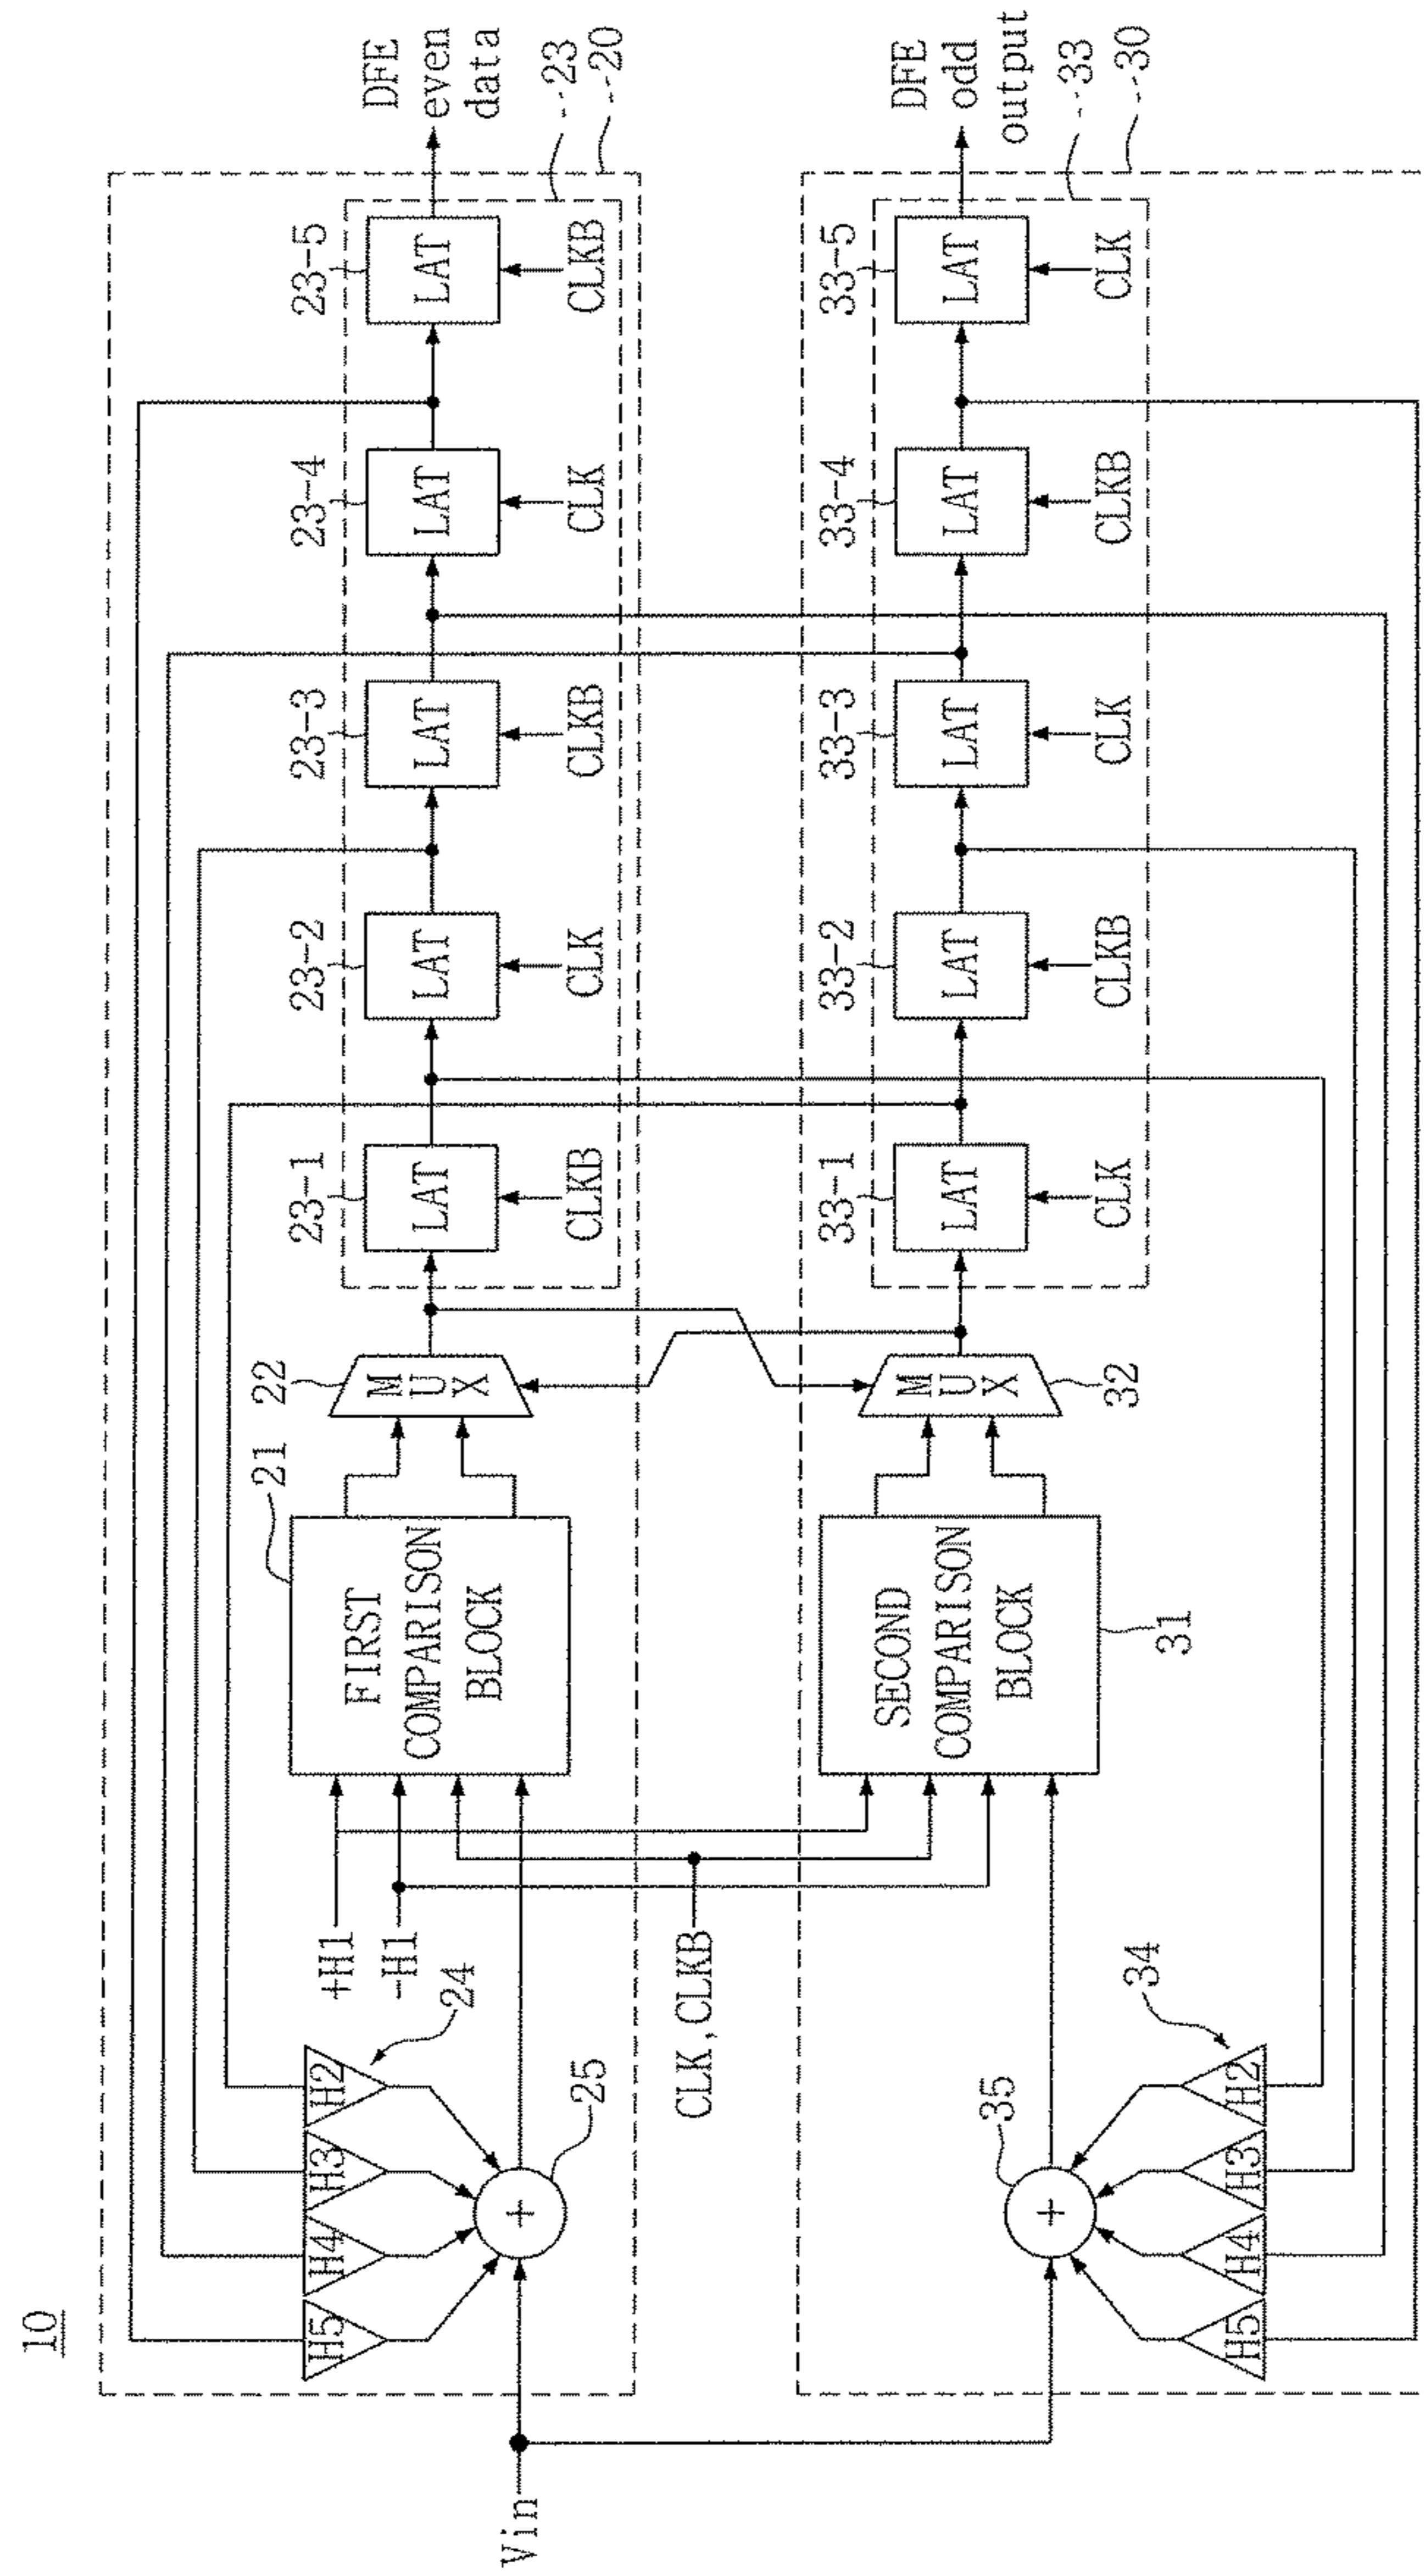 10
Vin
H5
H4
H3
H2
24
+
25
+H1
-H1
CLK, CLKB
21
FIRST
COMPARISON
BLOCK
22
MUX
23-1
LAT
CLKB
23-2
LAT
CLK
23-3
LAT
CLKB
23-4
LAT
CLK
23-5
LAT
CLKB
DFE
even
data
23
20
35
+
34
H5
H4
H3
H2
SECOND
COMPARISON
BLOCK
31
MUX
32
33-1
LAT
CLK
33-2
LAT
CLKB
33-3
LAT
CLK
33-4
LAT
CLKB
33-5
LAT
CLK
DFE
odd
output
33
30